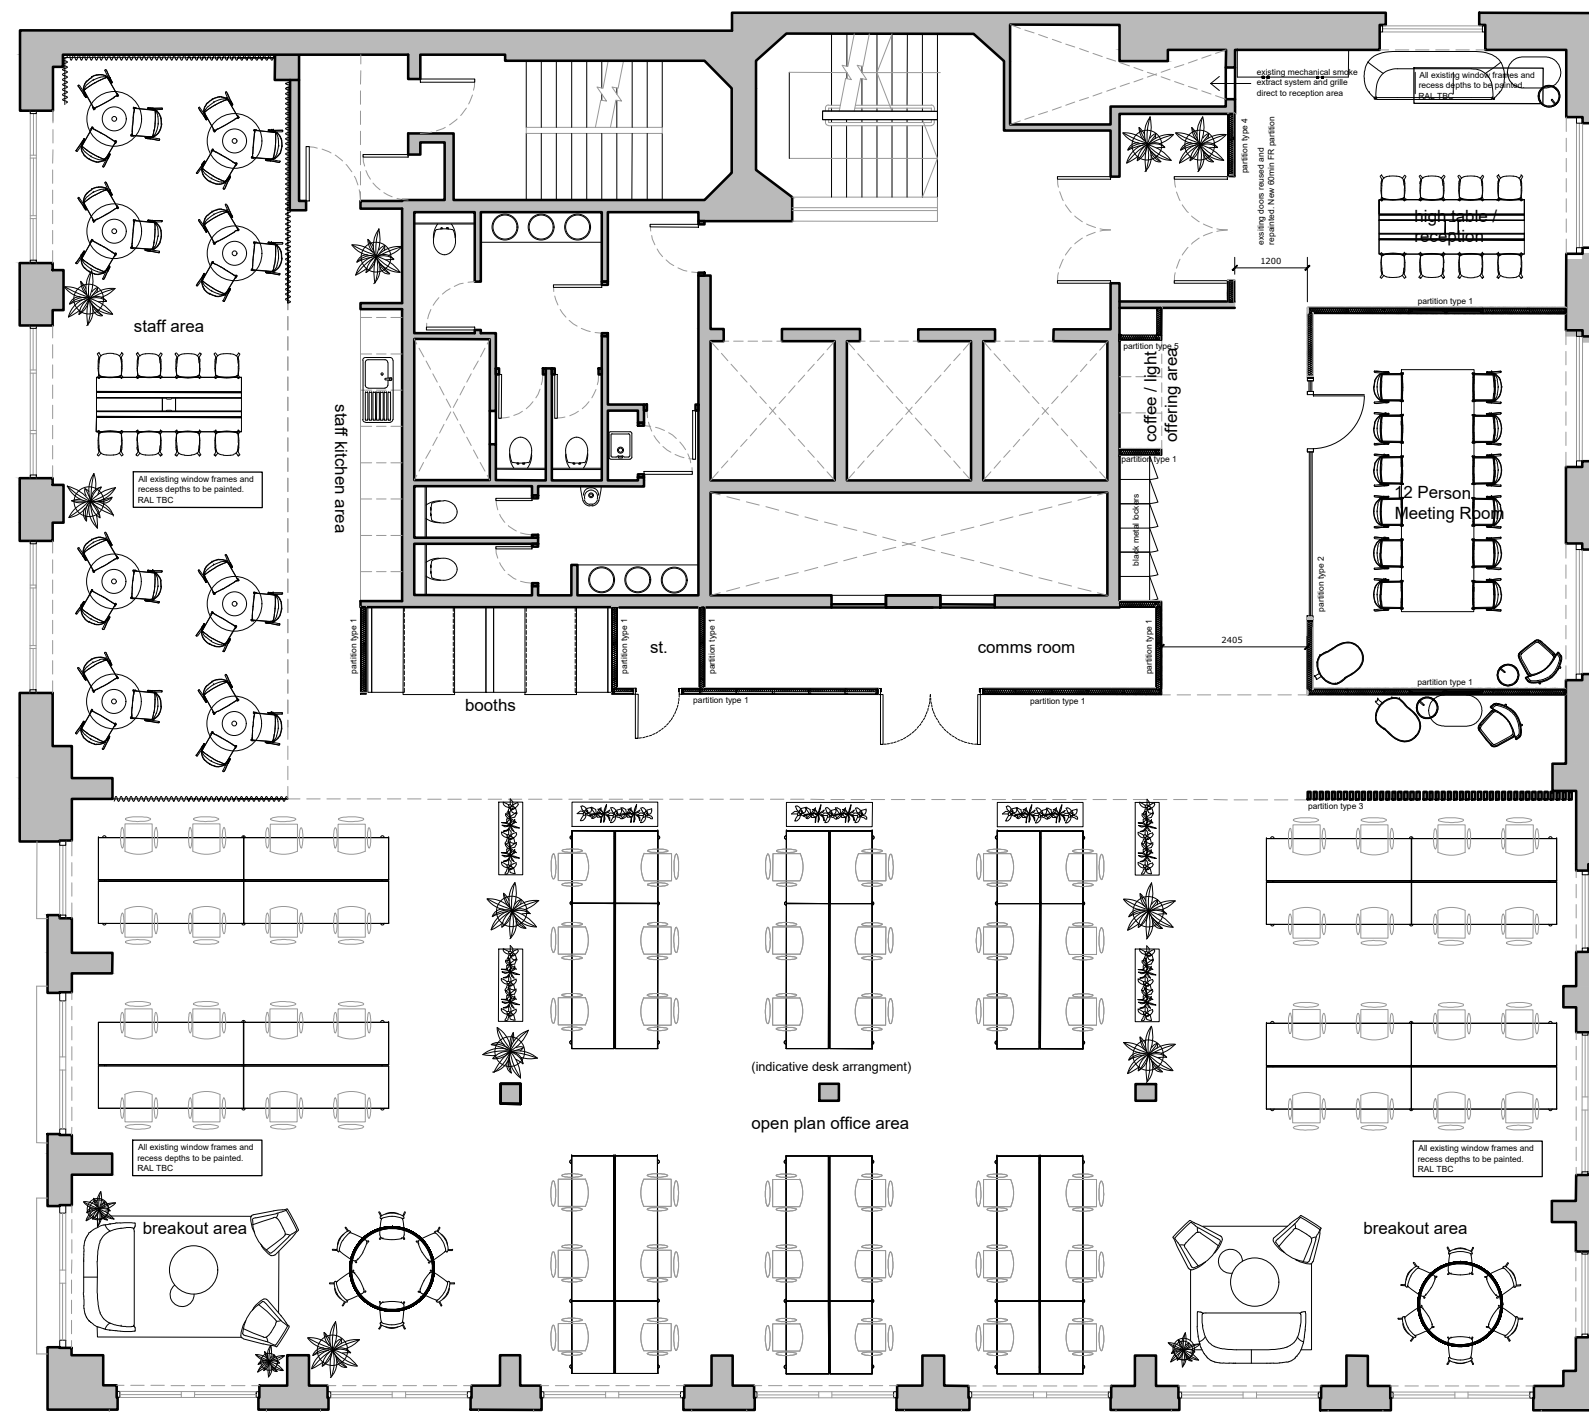 existing mechanical smoke
extract system and grille
direct to reception area
All existing window frames and
recess depths to be painted.
RAL TBC
partition type 4
exsiting doors reused and
repainted. New 60min FR partition
high table /
reception
1200
partition type 1
staff area
partition type 5
coffee / light
offering area
staff kitchen area
partition type 1
All existing window frames and
recess depths to be painted.
RAL TBC
black metal lockers
12 Person
Meeting Room
partition type 2
partition type 1
partition type 1
st.
partition type 1
comms room
partition type 1
2405
booths
partition type 1
partition type 1
partition type 1
partition type 3
(indicative desk arrangment)
open plan office area
All existing window frames and
recess depths to be painted.
RAL TBC
All existing window frames and
recess depths to be painted.
RAL TBC
breakout area
breakout area